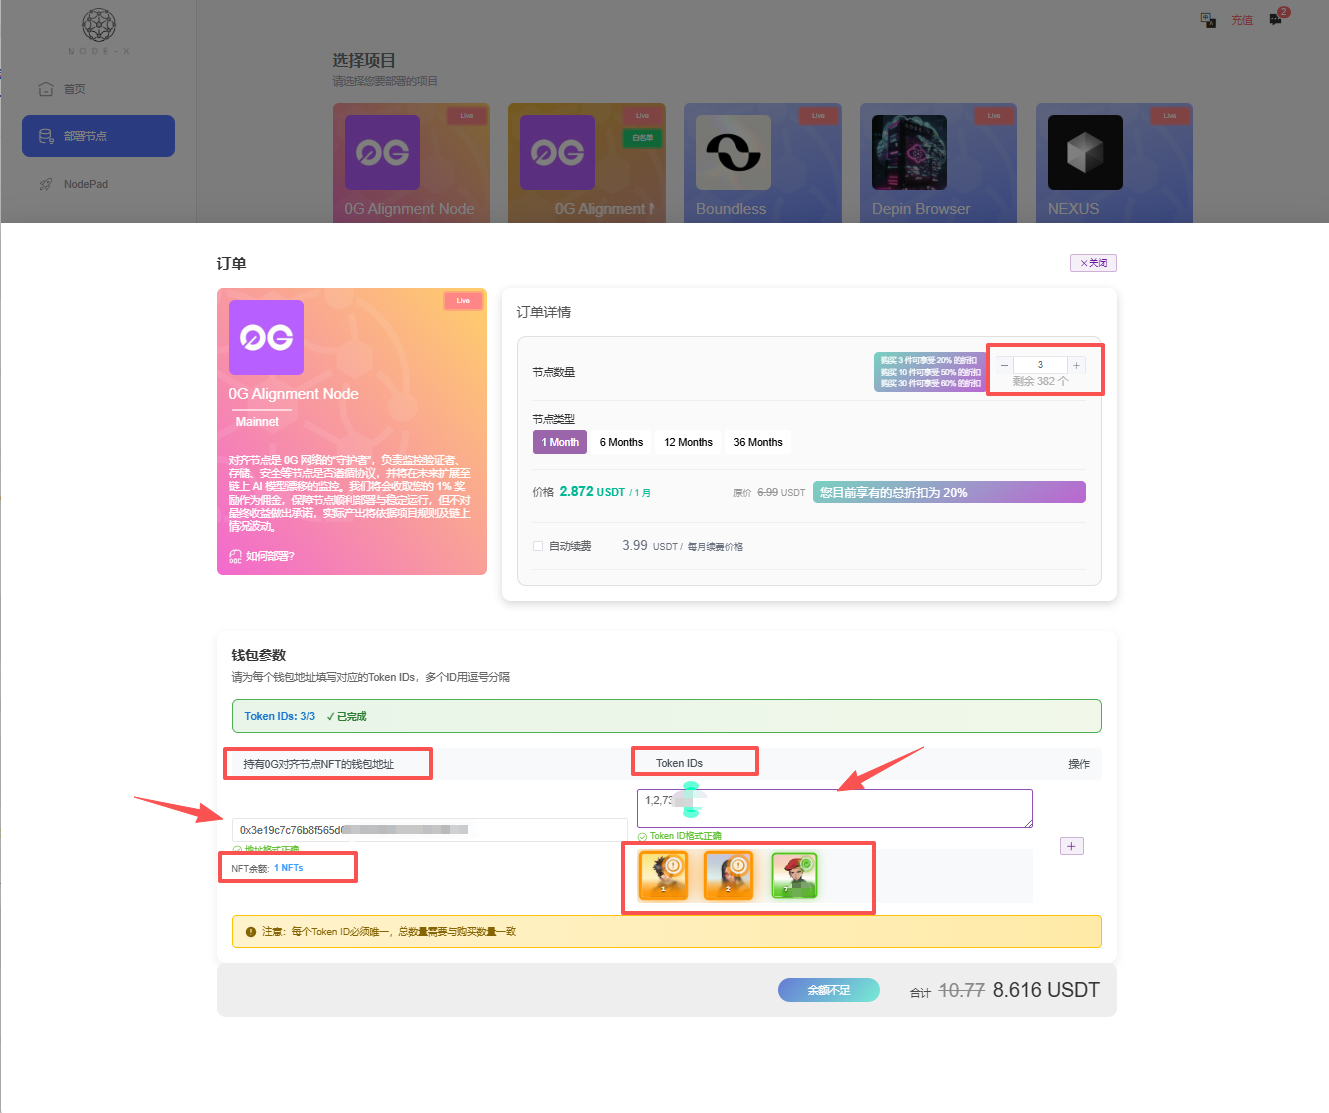 NODE-X
充值
2
首页
部署节点
NodePad
选择项目
请选择您要部署的项目
Live
Live
白名单
Live
Live
Live
0G
0G
0G Alignment Node
0G Alignment N
Boundless
Depin Browser
NEXUS
订单
×关闭
Live
0G
0G Alignment Node
Mainnet
对齐节点是 0G 网络的“守护者”，负责监控验证者、
存储、安全等节点是否遵循协议，并将在未来扩展至
链上 AI 模型漂移的监控。我们将会收取您的 1% 奖
励作为佣金，保障节点顺利部署与稳定运行，但不对
最终收益做出承诺，实际产出将依据项目规则及链上
情况波动。
DOC
如何部署?
订单详情
节点数量
购买 3 件可享受 20% 的折扣
购买 10 件可享受 50% 的折扣
购买 30 件可享受 60% 的折扣
− 3 +
剩余 382 个
节点类型
1 Month
6 Months
12 Months
36 Months
价格 2.872 USDT / 1 月
原价 6.99 USDT
您目前享有的总折扣为 20%
自动续费
3.99 USDT / 每月续费价格
钱包参数
请为每个钱包地址填写对应的Token IDs，多个ID用逗号分隔
Token IDs: 3/3 ✓已完成
持有0G对齐节点NFT的钱包地址
Token IDs
操作
1,2,73
0x3e19c7c76b8f565d
Token ID格式正确
地址格式正确
+
NFT余额: 1 NFTs
1
2
7
注意：每个Token ID必须唯一，总数量需要与购买数量一致
余额不足
合计 10.77 8.616 USDT